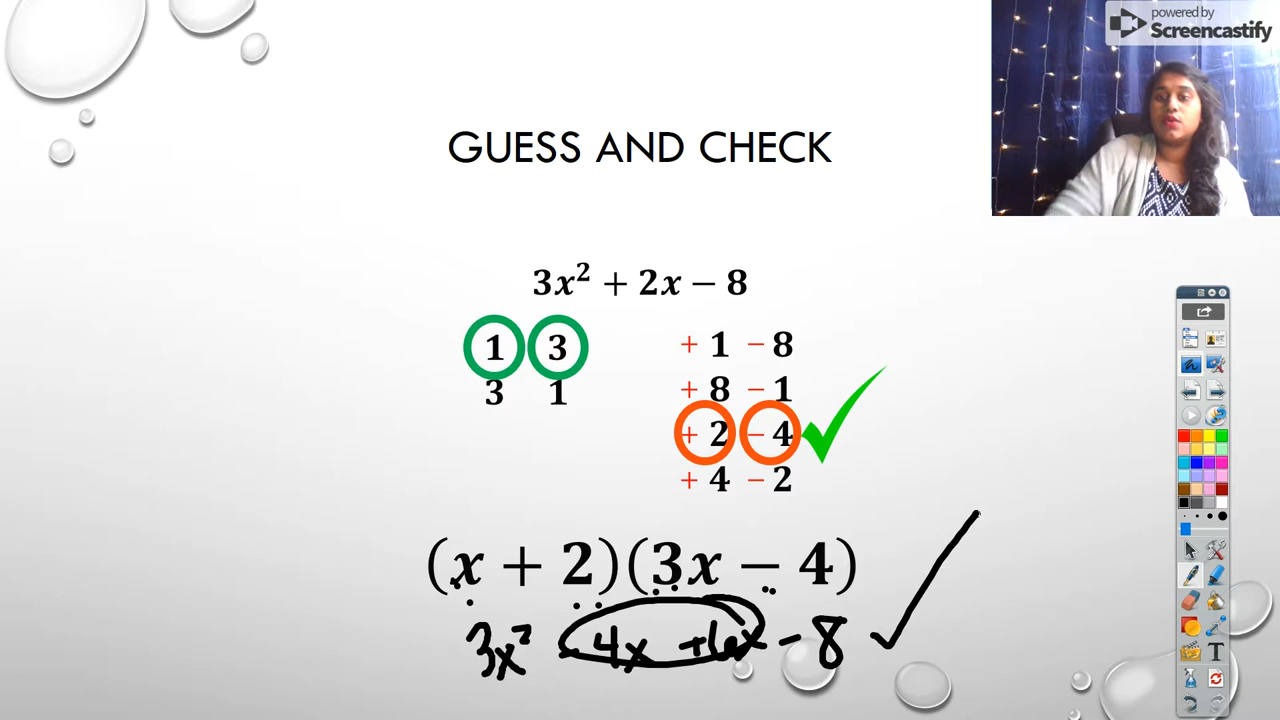 powered by
Screencastify
GUESS AND CHECK
3x² + 2x − 8
1 3 + 1 − 8
3 1 + 8 − 1
+ 2 − 4
+ 4 − 2
(x + 2)(3x − 4)
3x² - 4x +6x - 8
T